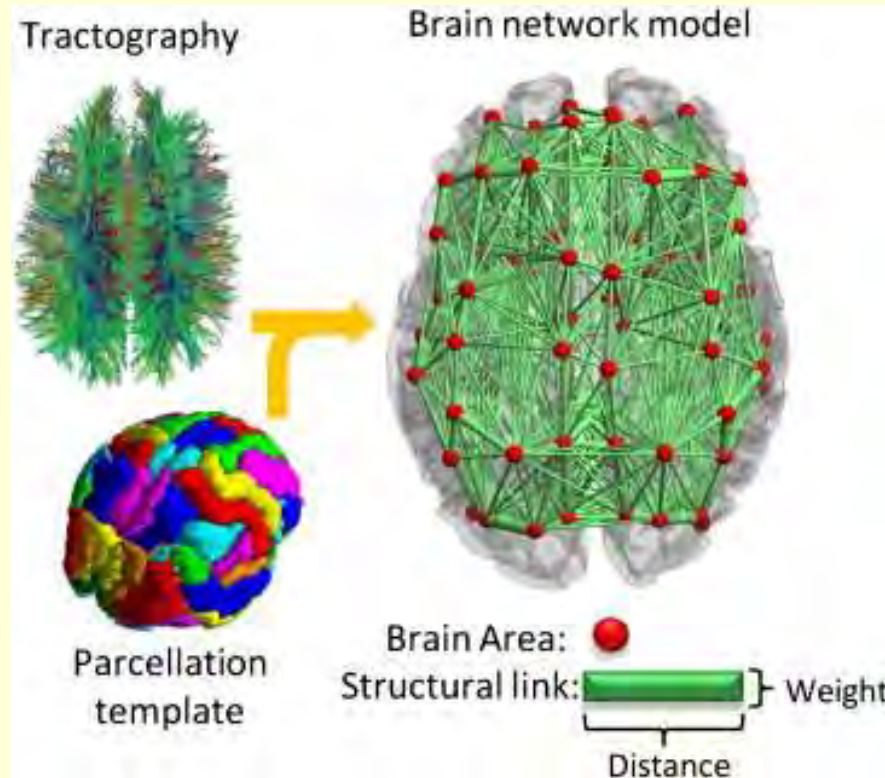 Tractography
Brain network model
Parcellation
template
Brain Area:
Structural link:
Weight
Distance